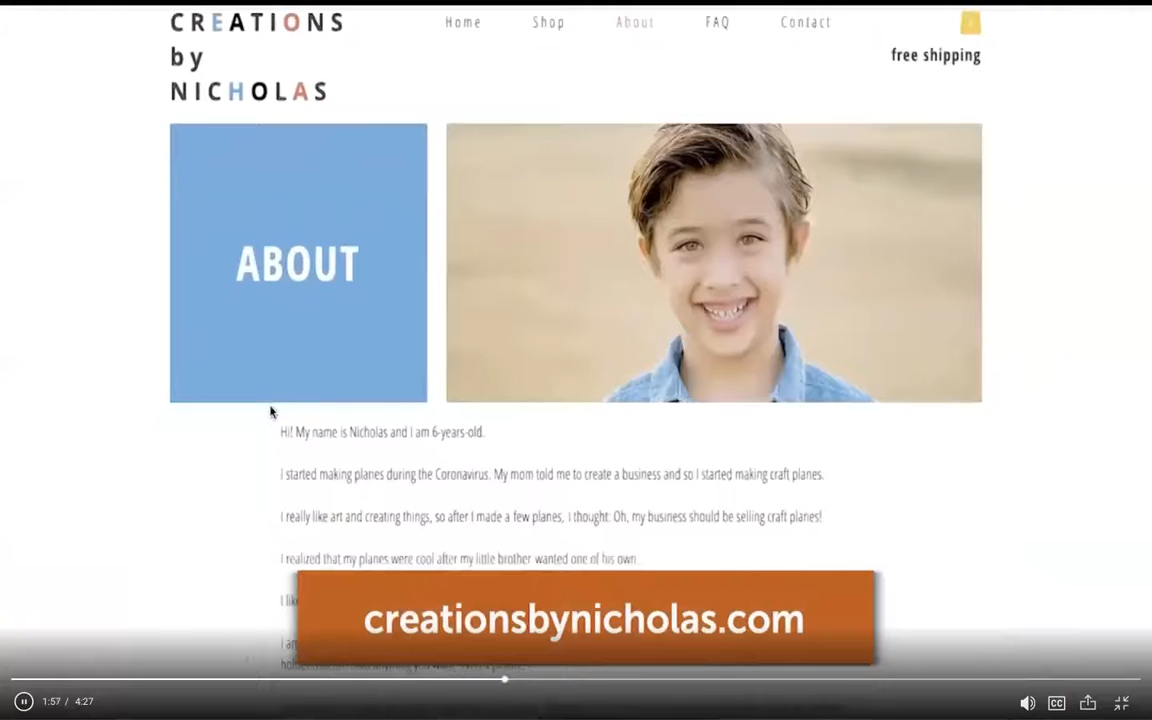 CREATIONS
by
NICHOLAS
Home Shop About FAQ Contact
free shipping
ABOUT
Hi! My name is Nicholas and I am 6-years-old.
I started making planes during the Coronavirus. My mom told me to create a business and so I started making craft planes.
I really like art and creating things, so after I made a few planes, I thought: Oh, my business should be selling craft planes!
I realized that my planes were cool after my little brother wanted one of his own.
I like
I am
creationsbynicholas.com
1:57 / 4:27
CC